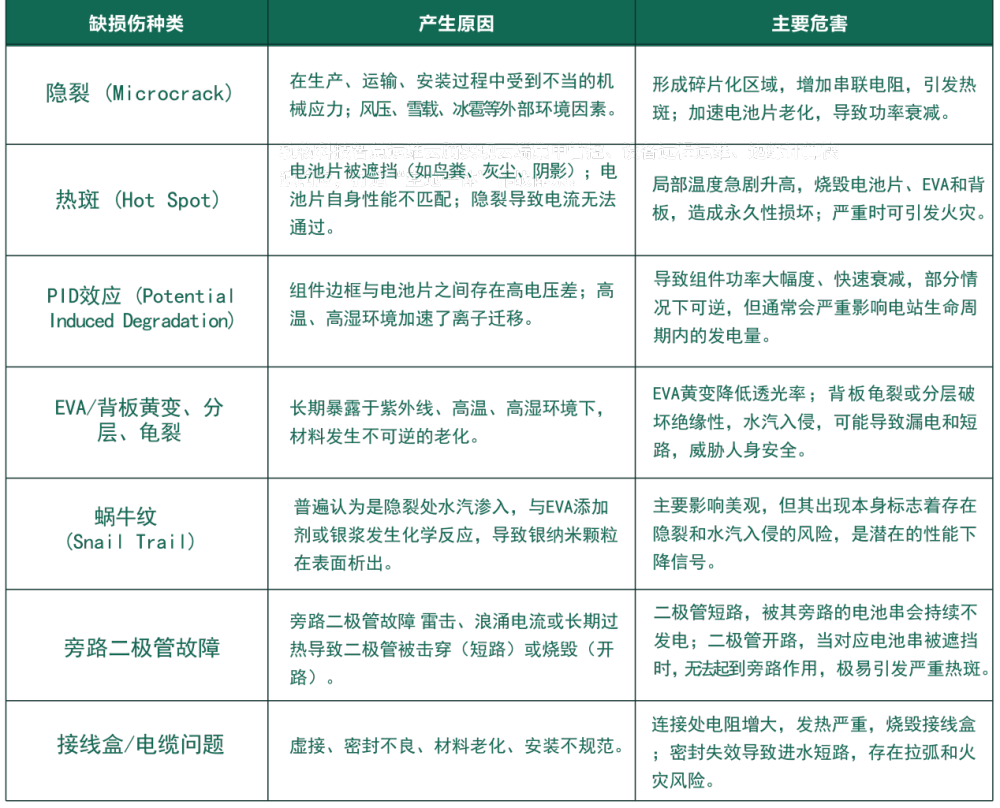 缺损伤种类
产生原因
主要危害
隐裂 (Microcrack)
在生产、运输、安装过程中受到不当的机
械应力；风压、雪载、冰雹等外部环境因素。
形成碎片化区域，增加串联电阻，引发热
斑；加速电池片老化，导致功率衰减。
热斑 (Hot Spot)
电池片被遮挡（如鸟粪、灰尘、阴影）；电
池片自身性能不匹配；隐裂导致电流无法
通过。
局部温度急剧升高，烧毁电池片、EVA和背
板，造成永久性损坏；严重时可引发火灾。
PID效应 (Potential
Induced Degradation)
组件边框与电池片之间存在高电压差；高
温、高湿环境加速了离子迁移。
导致组件功率大幅度、快速衰减，部分情
况下可逆，但通常会严重影响电站生命周
期内的发电量。
EVA/背板黄变、分
层、龟裂
长期暴露于紫外线、高温、高湿环境下，
材料发生不可逆的老化。
EVA黄变降低透光率；背板龟裂或分层破
坏绝缘性，水汽入侵，可能导致漏电和短
路，威胁人身安全。
蜗牛纹
(Snail Trail)
普遍认为是隐裂处水汽渗入，与EVA添加
剂或银浆发生化学反应，导致银纳米颗粒
在表面析出。
主要影响美观，但其出现本身标志着存在
隐裂和水汽入侵的风险，是潜在的性能下
降信号。
旁路二极管故障
旁路二极管故障 雷击、浪涌电流或长期过
热导致二极管被击穿（短路）或烧毁（开
路）。
二极管短路，被其旁路的电池串会持续不
发电；二极管开路，当对应电池串被遮挡
时，无去起到旁路作用，极易引发严重热斑。
接线盒/电缆问题
虚接、密封不良、材料老化、安装不规范。
连接处电阻增大，发热严重，烧毁接线盒
；密封失效导致进水短路，存在拉弧和火
灾风险。